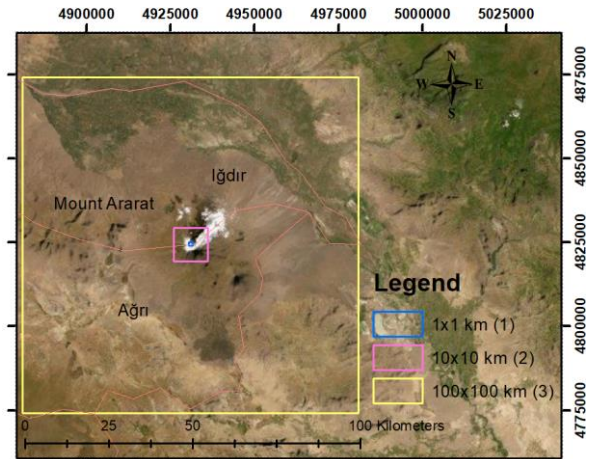 4900000 4925000 4950000 4975000 5000000 5025000
N
W E
S
4875000
4850000
4825000
4800000
4775000
Iğdır
Mount Ararat
Ağrı
Legend
1x1 km (1)
10x10 km (2)
100x100 km (3)
0 25 50 100 Kilometers